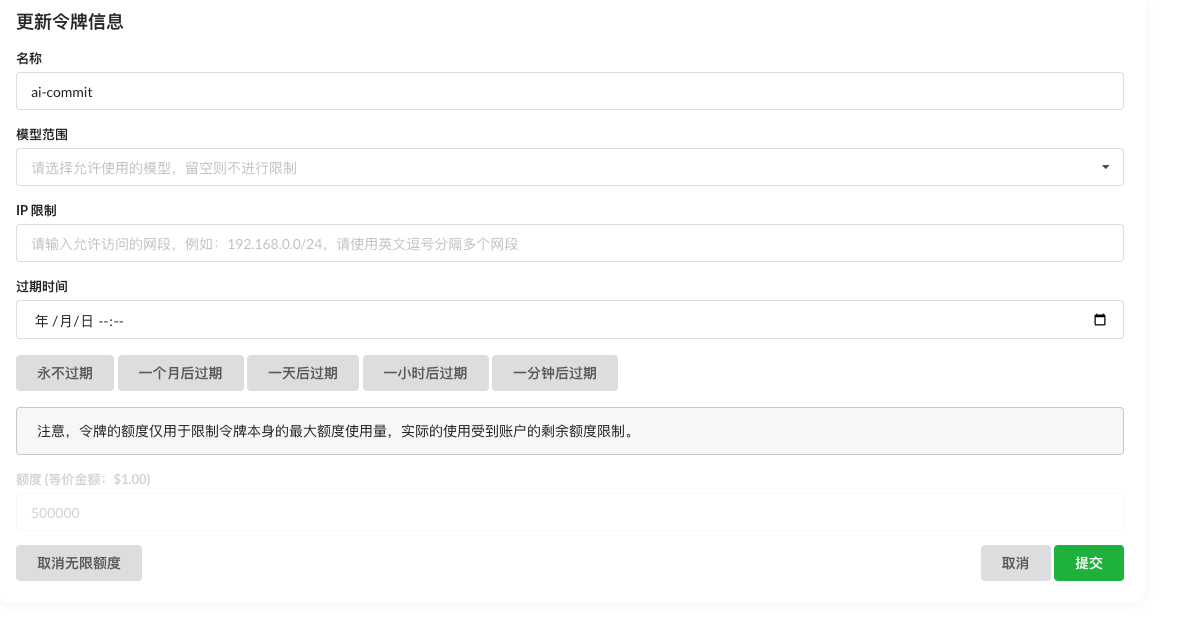 更新令牌信息
名称
ai-commit
模型范围
请选择允许使用的模型，留空则不进行限制
IP 限制
请输入允许访问的网段，例如：192.168.0.0/24，请使用英文逗号分隔多个网段
过期时间
年 /月/日 --:--
永不过期 一个月后过期 一天后过期 一小时后过期 一分钟后过期
注意，令牌的额度仅用于限制令牌本身的最大额度使用量，实际的使用受到账户的剩余额度限制。
额度 (等价金额：$1.00)
500000
取消无限额度 取消 提交